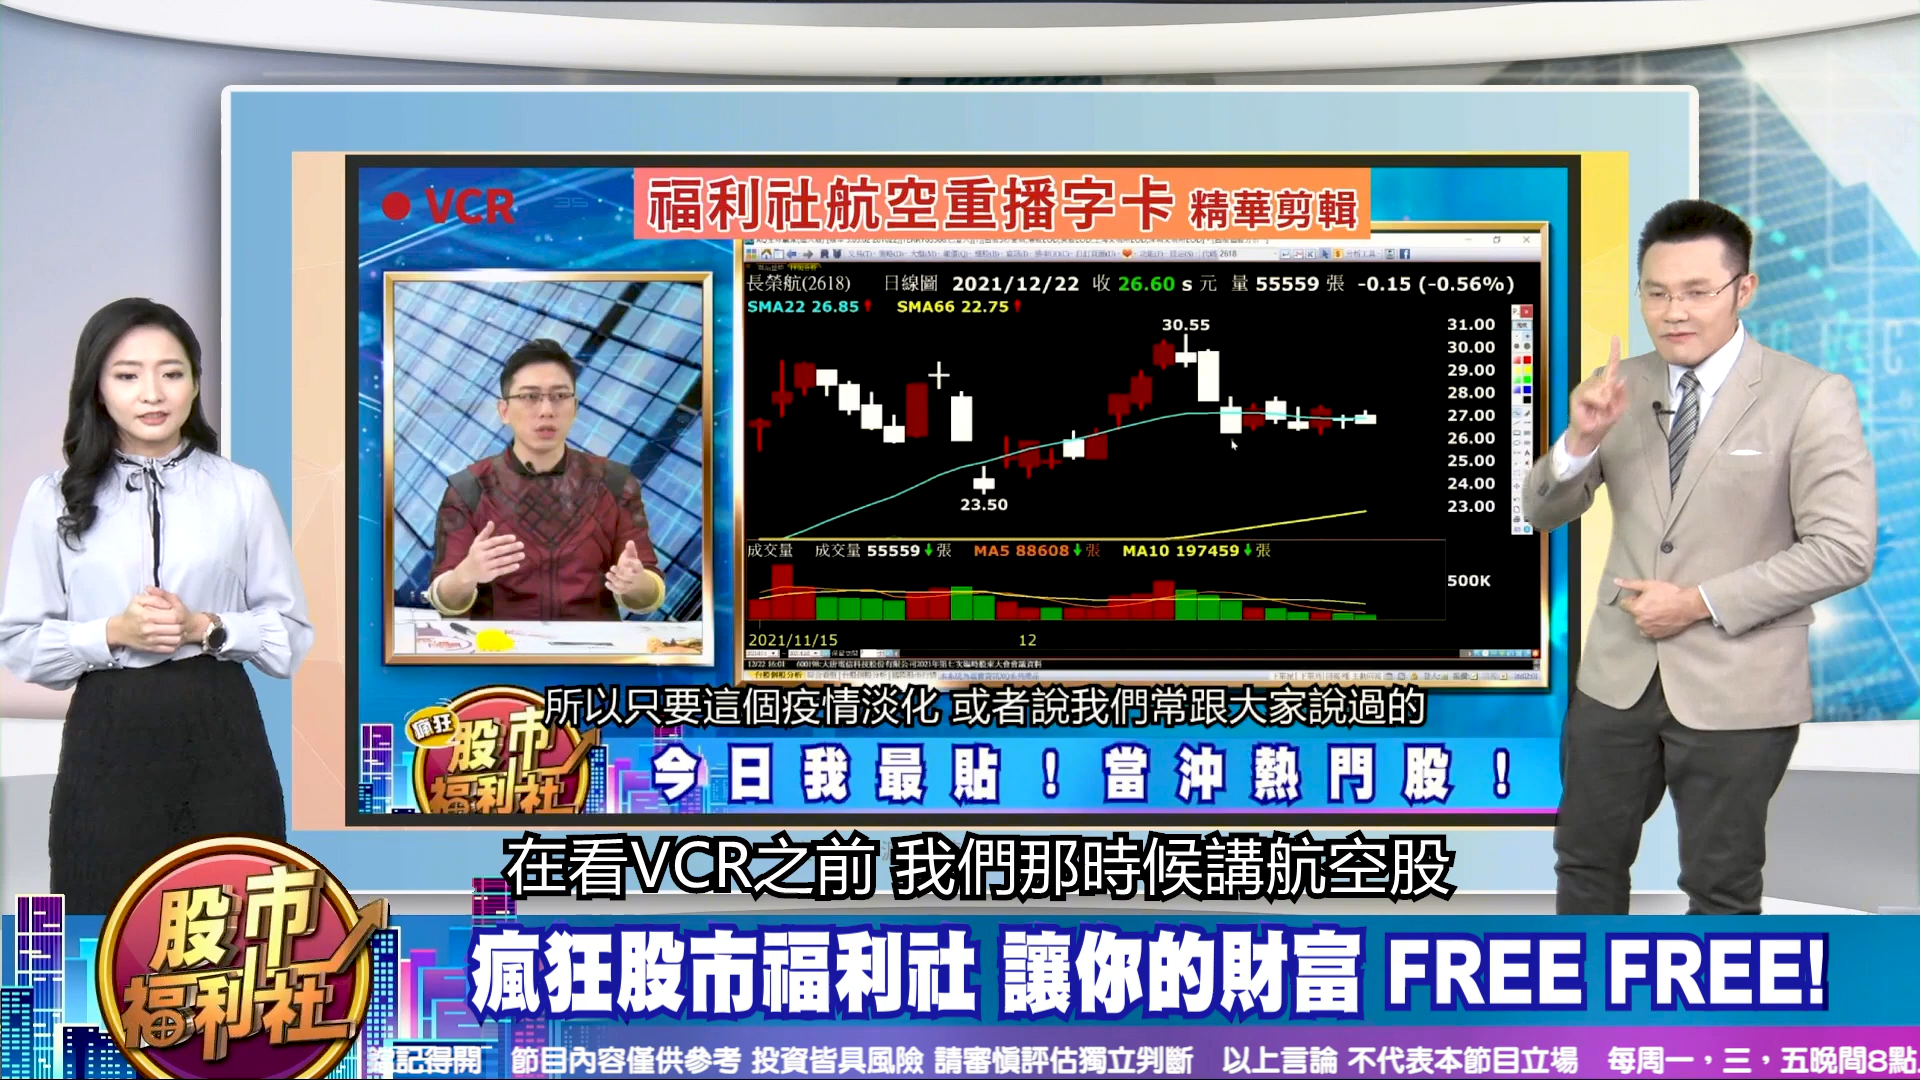 VCR
福利社航空重播字卡 精華剪輯
長榮航(2618) 日線圖 2021/12/22 收 26.60 s 元 量 55559 張 -0.15 (-0.56%)
SMA22 26.85 SMA66 22.75
30.55
23.50
31.00
30.00
29.00
28.00
27.00
26.00
25.00
24.00
23.00
成交量 成交量 55559↓張 MA5 88608↓張 MA10 197459↓張
500K
2021/11/15 12
所以只要這個疫情淡化 或者說我們常跟大家說過的
瘋狂
股市
福利社
今日我最貼！當沖熱門股！
在看VCR之前 我們那時候講航空股
股市
福利社
瘋狂股市福利社 讓你的財富 FREE FREE!
記得開 節目內容僅供參考 投資皆具風險 請審慎評估獨立判斷 以上言論 不代表本節目立場 每周一，三，五晚間8點